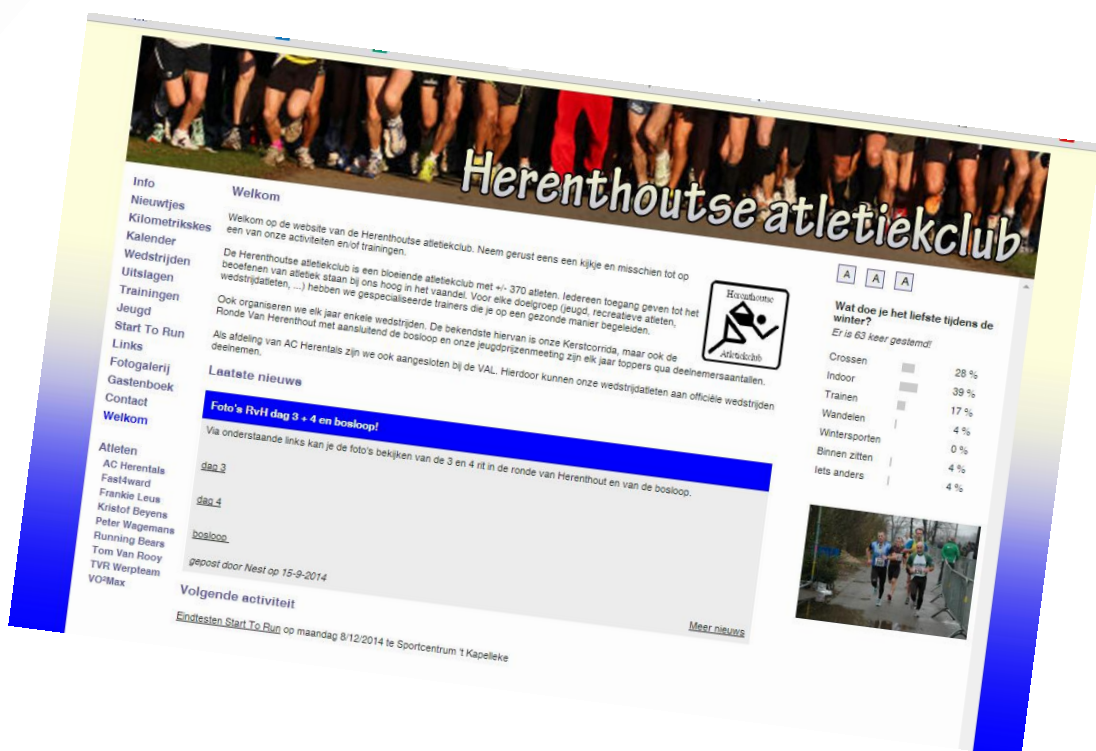 Herenthoutse atletiekclub
Info
Nieuwtjes
Kilometrikskes
Kalender
Wedstrijden
Uitslagen
Trainingen
Jeugd
Start To Run
Links
Fotogalerij
Gastenboek
Contact
Welkom
Atleten
AC Herentals
Fast4ward
Frankie Leus
Kristof Beyens
Peter Wagemans
Running Bears
Tom Van Rooy
TVR Werpteam
VO²Max
Welkom
Welkom op de website van de Herenthoutse atletiekclub. Neem gerust eens een kijkje en misschien tot op
een van onze activiteiten en/of trainingen.
De Herenthoutse atletiekclub is een bloeiende atletiekclub met +/- 370 atleten. Iedereen toegang geven tot het
beoefenen van atletiek staan bij ons hoog in het vaandel. Voor elke doelgroep (jeugd, recreatieve atleten,
wedstrijdatleten, ...) hebben we gespecialiseerde trainers die je op een gezonde manier begeleiden.
Ook organiseren we elk jaar enkele wedstrijden. De bekendste hiervan is onze Kerstcorrida, maar ook de
Ronde Van Herenthout met aansluitend de bosloop en onze jeugdprijzenmeeting zijn elk jaar toppers qua deelnemersaantallen.
Als afdeling van AC Herentals zijn we ook aangesloten bij de VAL. Hierdoor kunnen onze wedstrijdatleten aan officiële wedstrijden
deelnemen.
Herenthoutse
Atletiekclub
Laatste nieuws
Foto's RvH dag 3 + 4 en bosloop!
Via onderstaande links kan je de foto's bekijken van de 3 en 4 rit in de ronde van Herenthout en van de bosloop.
dag 3
dag 4
bosloop
gepost door Nest op 15-9-2014
Meer nieuws
Volgende activiteit
Eindtesten Start To Run op maandag 8/12/2014 te Sportcentrum 't Kapelleke
A A A
Wat doe je het liefste tijdens de
winter?
Er is 63 keer gestemd!
Crossen 28 %
Indoor 39 %
Trainen 17 %
Wandelen 4 %
Wintersporten 0 %
Binnen zitten 4 %
Iets anders 4 %